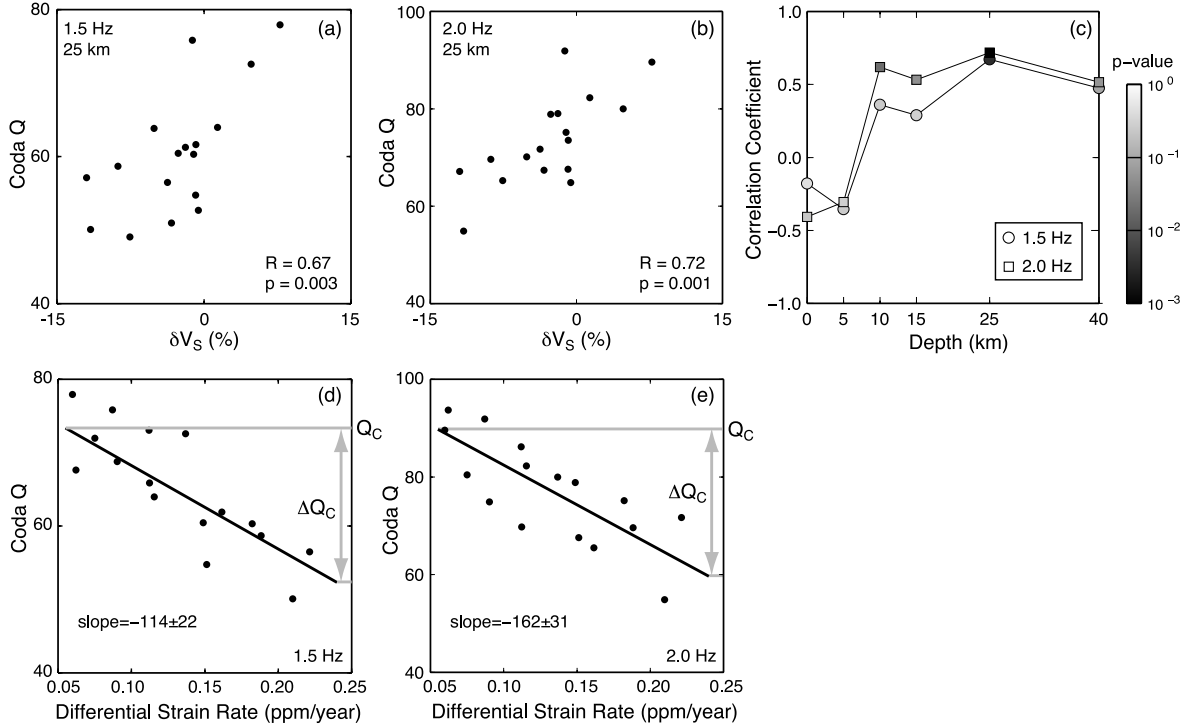 80
60
40
Coda Q
1.5 Hz
25 km
(a)
R = 0.67
p = 0.003
-15
0
15
δVS (%)
100
80
60
40
Coda Q
2.0 Hz
25 km
(b)
R = 0.72
p = 0.001
-15
0
15
δVS (%)
1.0
0.5
0.0
−0.5
−1.0
Correlation Coefficient
(c)
1.5 Hz
2.0 Hz
0
5
10
15
25
40
Depth (km)
p-value
10^0
10^−1
10^−2
10^−3
80
60
40
Coda Q
(d)
QC
ΔQC
slope=−114±22
1.5 Hz
0.05
0.10
0.15
0.20
0.25
Differential Strain Rate (ppm/year)
100
80
60
40
Coda Q
(e)
QC
ΔQC
slope=−162±31
2.0 Hz
0.05
0.10
0.15
0.20
0.25
Differential Strain Rate (ppm/year)